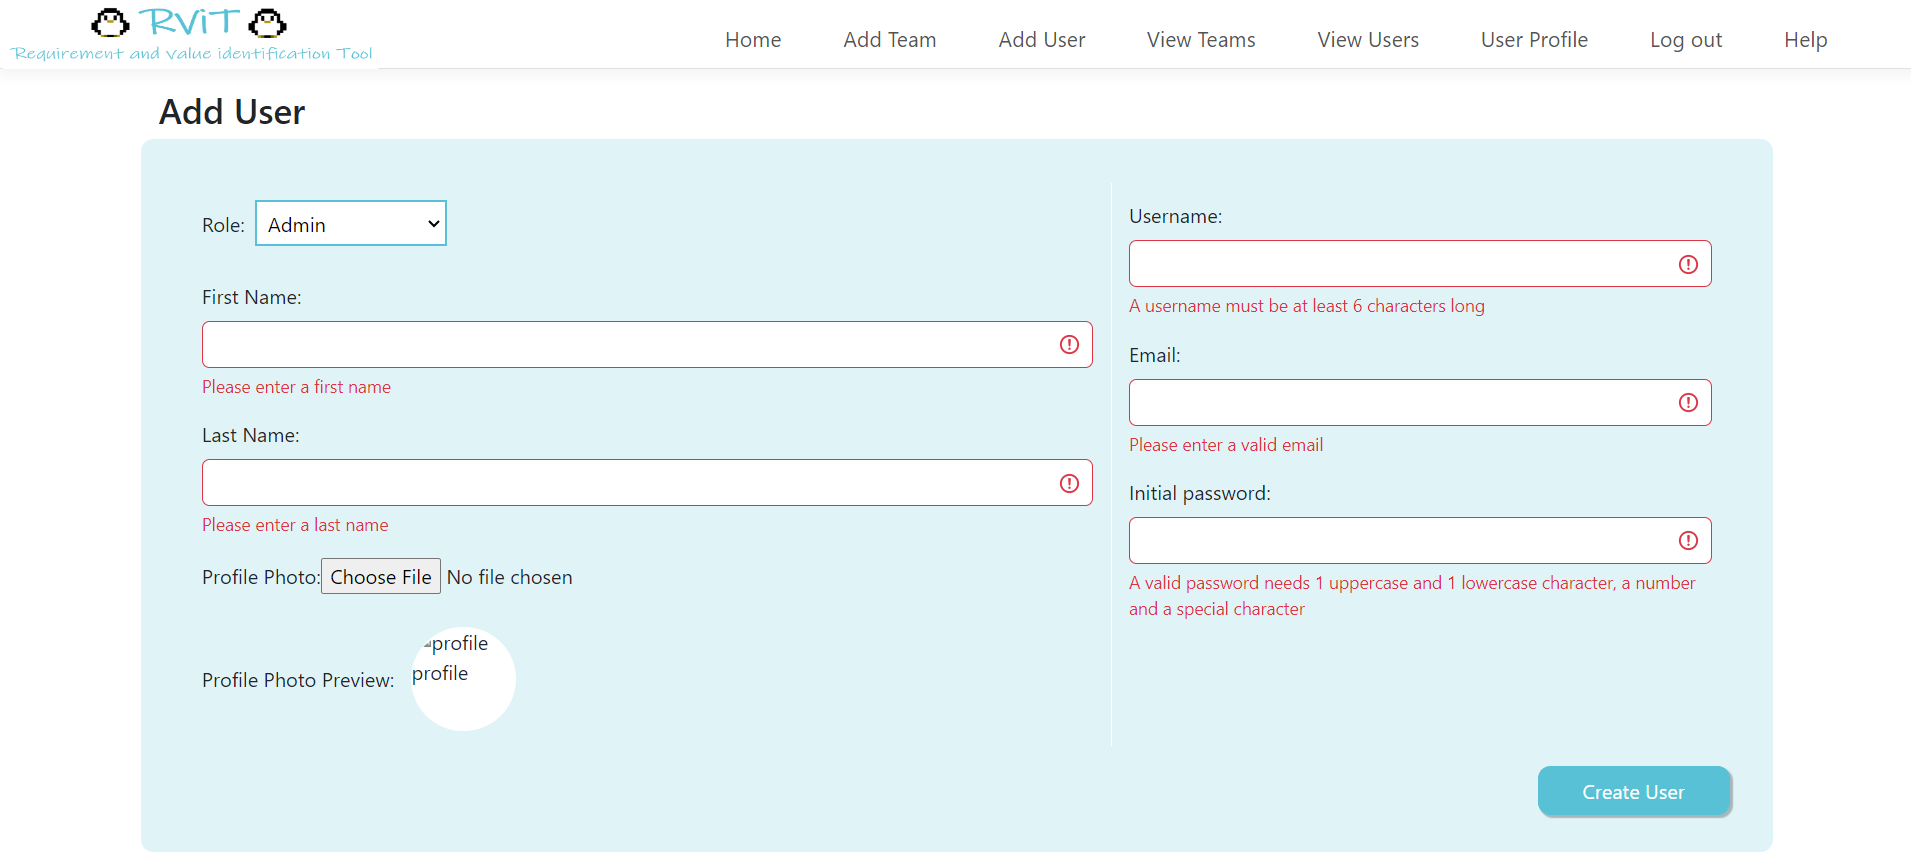 RViT
Requirement and value identification Tool
Home Add Team Add User View Teams View Users User Profile Log out Help
Add User
Role: Admin
First Name:
Please enter a first name
Last Name:
Please enter a last name
Profile Photo: Choose File No file chosen
Profile Photo Preview: profile
profile
Username:
A username must be at least 6 characters long
Email:
Please enter a valid email
Initial password:
A valid password needs 1 uppercase and 1 lowercase character, a number
and a special character
Create User